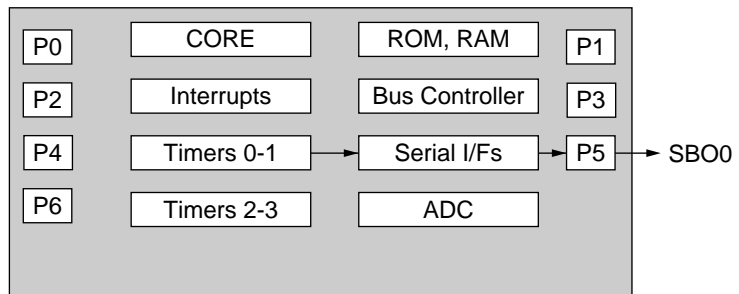 P0 CORE ROM, RAM P1
P2 Interrupts Bus Controller P3
P4 Timers 0-1 Serial I/Fs P5 SBO0
P6 Timers 2-3 ADC